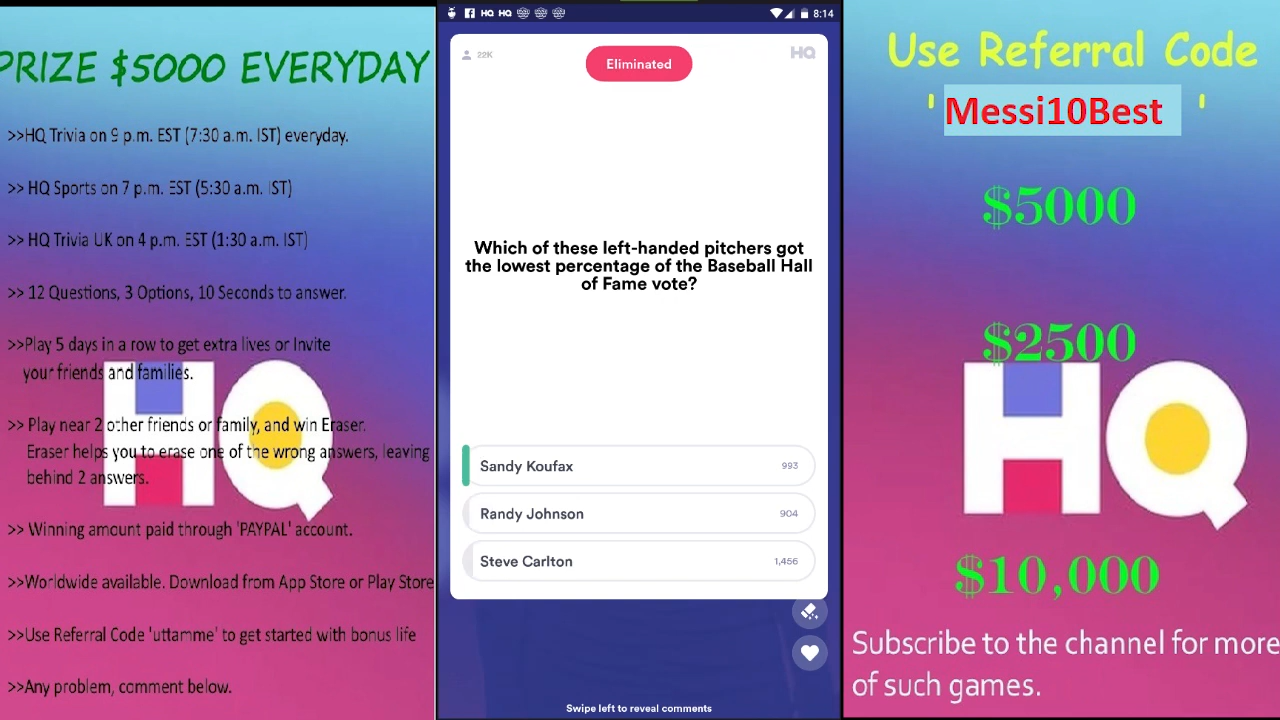 PRIZE $5000 EVERYDAY
>>HQ Trivia on 9 p.m. EST (7:30 a.m. IST) everyday.
>> HQ Sports on 7 p.m. EST (5:30 a.m. IST)
>> HQ Trivia UK on 4 p.m. EST (1:30 a.m. IST)
>> 12 Questions, 3 Options, 10 Seconds to answer.
>>Play 5 days in a row to get extra lives or Invite
your friends and families.
>> Play near 2 other friends or family, and win Eraser.
Eraser helps you to erase one of the wrong answers, leaving
behind 2 answers.
HQ
>> Winning amount paid through 'PAYPAL' account.
>>Worldwide available. Download from App Store or Play Store
>>Use Referral Code 'uttamme' to get started with bonus life
>>Any problem, comment below.
HQ HQ
8:14
22K
Eliminated
HQ
Which of these left-handed pitchers got
the lowest percentage of the Baseball Hall
of Fame vote?
Sandy Koufax 993
Randy Johnson 904
Steve Carlton 1,456
Swipe left to reveal comments
Use Referral Code
' Messi10Best '
$5000
$2500
HQ
$10,000
Subscribe to the channel for more
of such games.